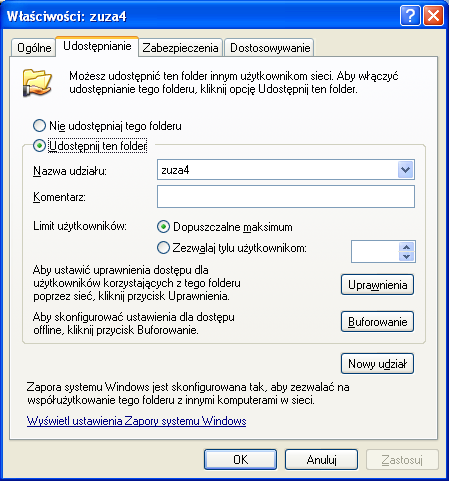 Właściwości: zuza4
Ogólne Udostępnianie Zabezpieczenia Dostosowywanie
Możesz udostępnić ten folder innym użytkownikom sieci. Aby włączyć
udostępnianie tego folderu, kliknij opcję Udostępnij ten folder.
Nie udostępniaj tego folderu
Udostępnij ten folder
Nazwa udziału: zuza4
Komentarz:
Limit użytkowników: Dopuszczalne maksimum
Zezwalaj tylu użytkownikom:
Aby ustawić uprawnienia dostępu dla
użytkowników korzystających z tego folderu
poprzez sieć, kliknij przycisk Uprawnienia.
Uprawnienia
Aby skonfigurować ustawienia dla dostępu
offline, kliknij przycisk Buforowanie.
Buforowanie
Nowy udział
Zapora systemu Windows jest skonfigurowana tak, aby zezwalać na
współużytkowanie tego folderu z innymi komputerami w sieci.
Wyświetl ustawienia Zapory systemu Windows
OK Anuluj Zastosuj